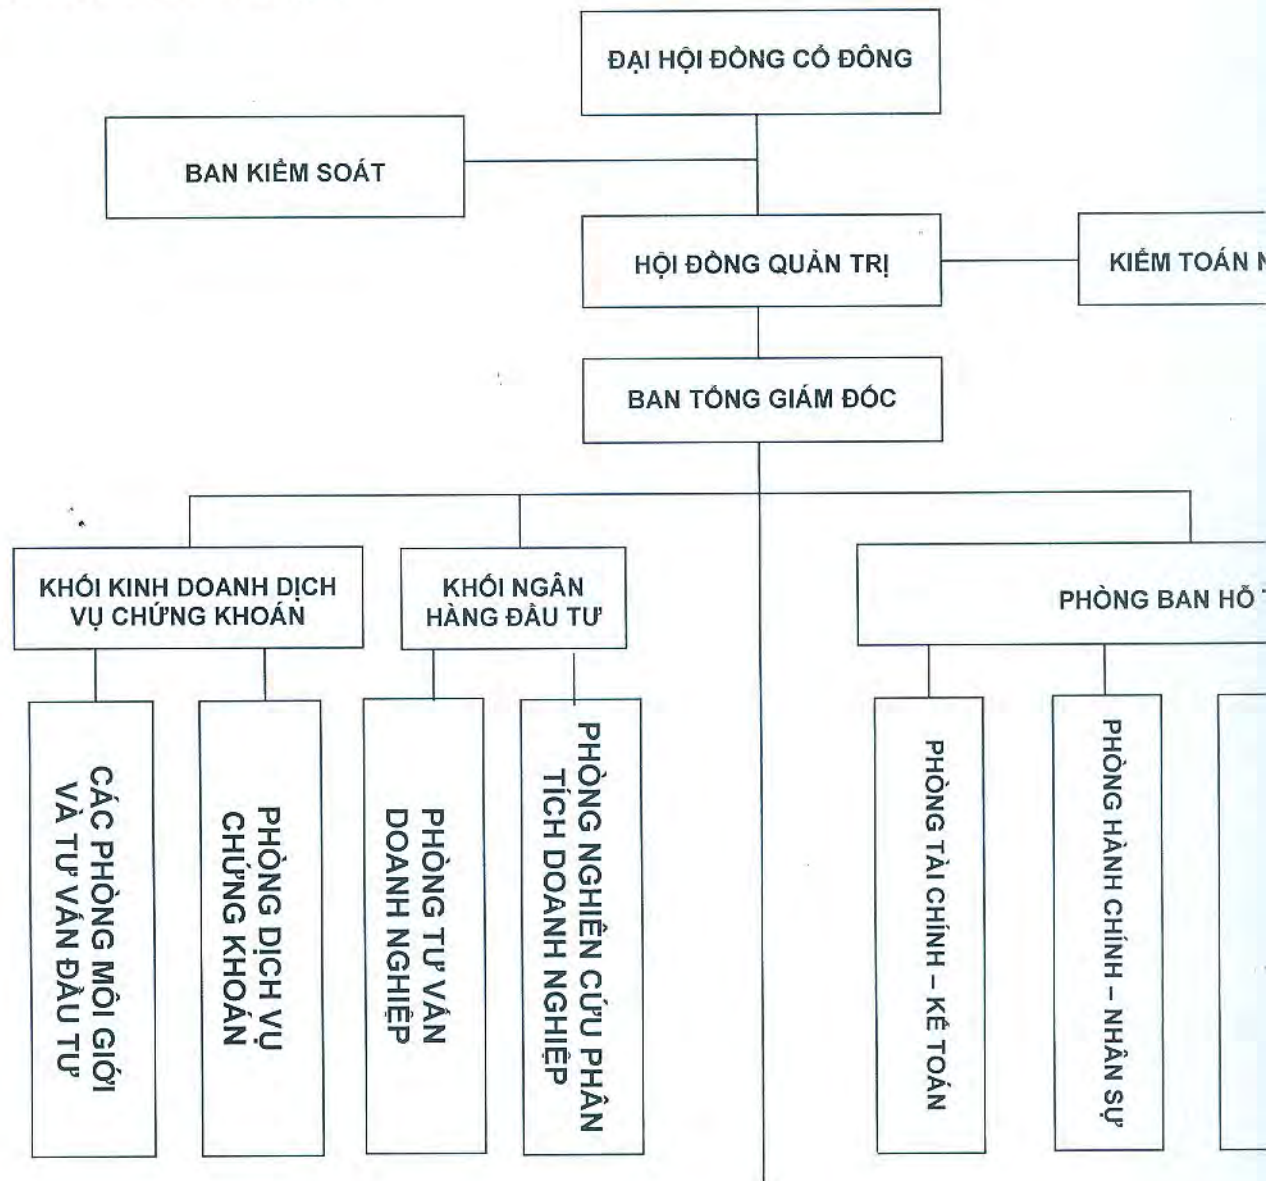 ĐẠI HỘI ĐỒNG CỔ ĐÔNG
BAN KIỂM SOÁT
HỘI ĐỒNG QUẢN TRỊ
KIỂM TOÁN
BAN TỔNG GIÁM ĐỐC
KHỐI KINH DOANH DỊCH
VỤ CHỨNG KHOÁN
KHỐI NGÂN
HÀNG ĐẦU TƯ
PHÒNG BAN HỖ
CÁC PHÒNG MÔI GIỚI
VÀ TƯ VẤN ĐẦU TƯ
PHÒNG DỊCH VỤ
CHỨNG KHOÁN
PHÒNG TƯ VẤN
DOANH NGHIỆP
PHÒNG NGHIÊN CỨU PHÂN
TÍCH DOANH NGHIỆP
PHÒNG TÀI CHÍNH – KẾ TOÁN
PHÒNG HÀNH CHÍNH – NHÂN SỰ